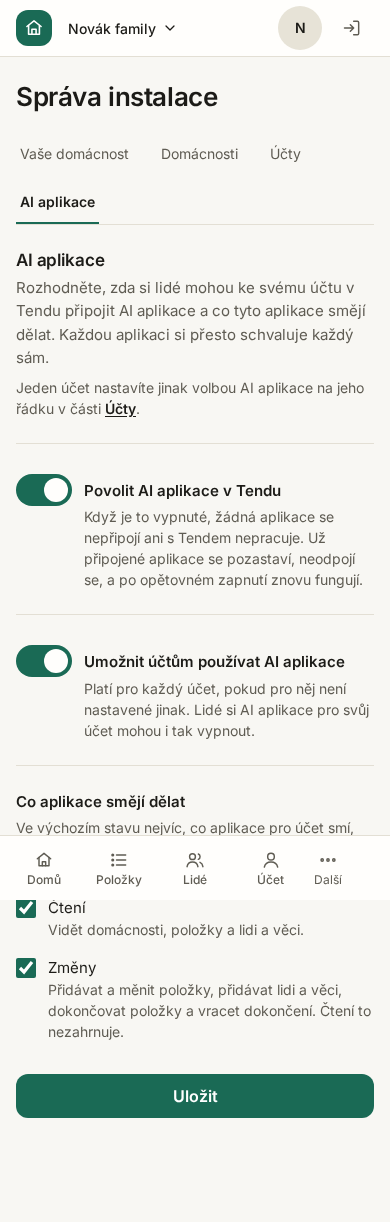 Novák family
N
Správa instalace
Vaše domácnost
Domácnosti
Účty
AI aplikace
AI aplikace
Rozhodněte, zda si lidé mohou ke svému účtu v
Tendu připojit AI aplikace a co tyto aplikace smějí
dělat. Každou aplikaci si přesto schvaluje každý
sám.
Jeden účet nastavíte jinak volbou AI aplikace na jeho
řádku v části Účty.
Povolit AI aplikace v Tendu
Když je to vypnuté, žádná aplikace se
nepřipojí ani s Tendem nepracuje. Už
připojené aplikace se pozastaví, neodpojí
se, a po opětovném zapnutí znovu fungují.
Umožnit účtům používat AI aplikace
Platí pro každý účet, pokud pro něj není
nastavené jinak. Lidé si AI aplikace pro svůj
účet mohou i tak vypnout.
Co aplikace smějí dělat
Ve výchozím stavu nejvíc, co aplikace pro účet smí,
Domů
Položky
Lidé
Účet
Další
Čtení
Vidět domácnosti, položky a lidi a věci.
Změny
Přidávat a měnit položky, přidávat lidi a věci,
dokončovat položky a vracet dokončení. Čtení to
nezahrnuje.
Uložit